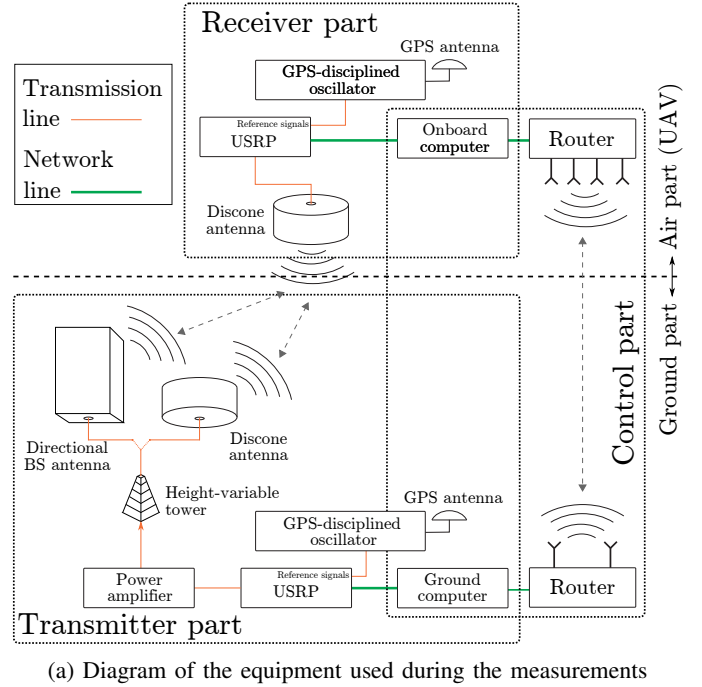 Receiver part
GPS antenna
GPS-disciplined
oscillator
Transmission
line
Network
line
Reference signals
USRP
Onboard
computer
Router
Discone
antenna
Air part (UAV)
Ground part
Control part
Directional
BS antenna
Discone
antenna
Height-variable
tower
GPS antenna
GPS-disciplined
oscillator
Power
amplifier
Reference signals
USRP
Ground
computer
Router
Transmitter part
(a) Diagram of the equipment used during the measurements